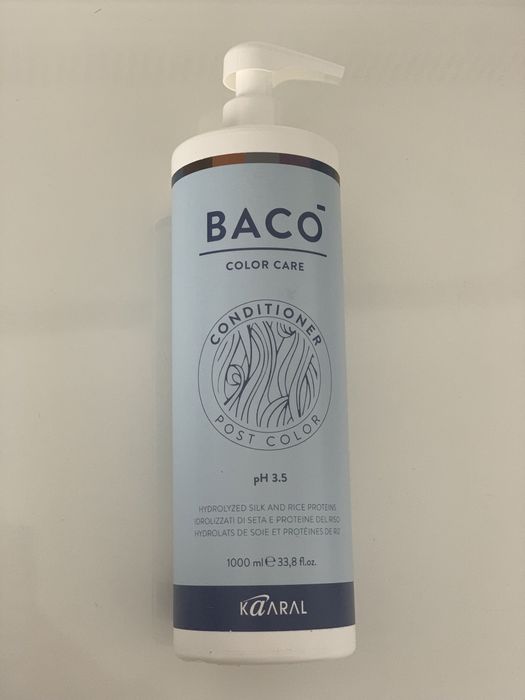 BACŌ
COLOR CARE
CONDITIONER
POST COLOR
pH 3.5
HYDROLYZED SILK AND RICE PROTEINS
IDROLIZZATI DI SETA E PROTEINE DEL RISO
HYDROLATS DE SOIE ET PROTÉINES DE RIZ
1000 ml ℮ 33,8 fl.oz.
KaARAL